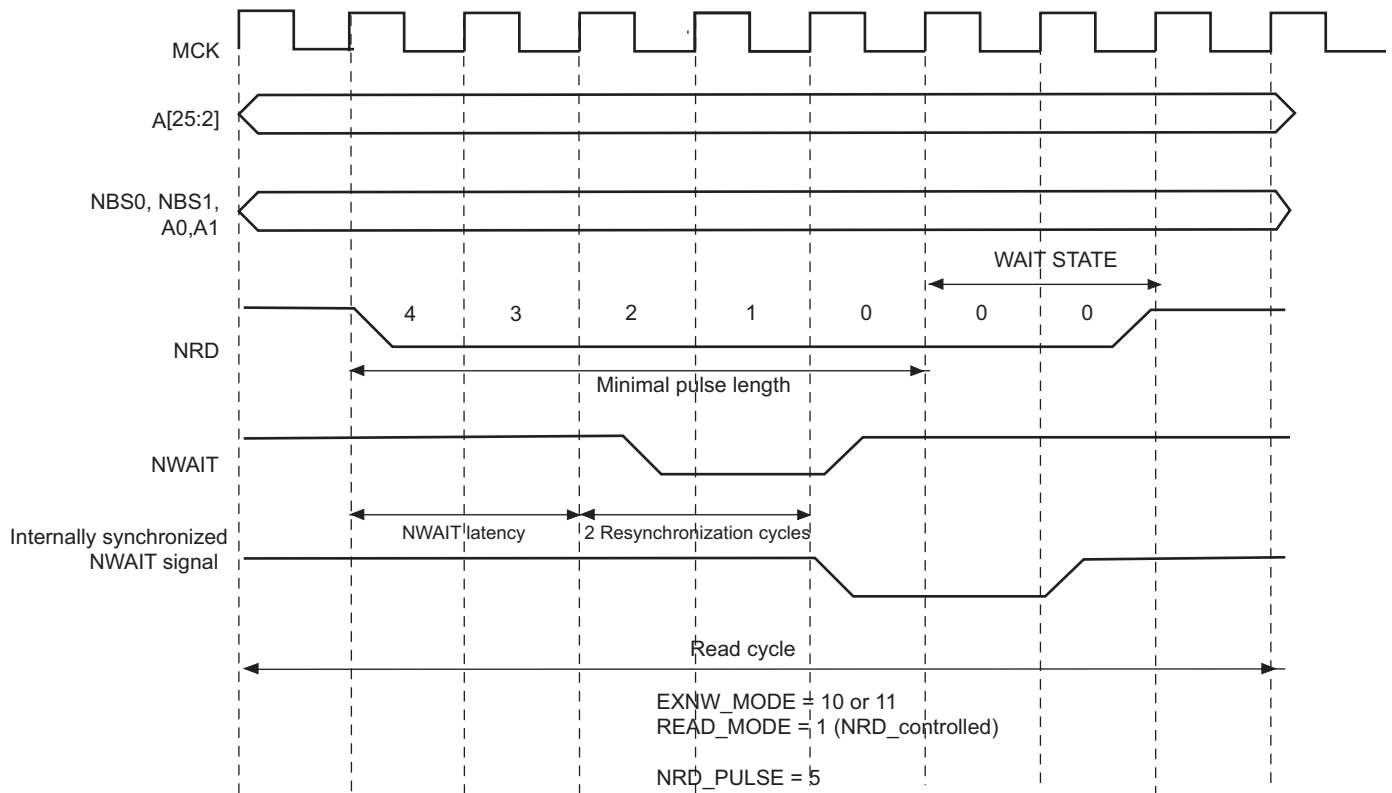 MCK
A[25:2]
NBS0, NBS1,
A0,A1
WAIT STATE
4 3 2 1 0 0 0
NRD
Minimal pulse length
NWAIT
NWAIT latency 2 Resynchronization cycles
Internally synchronized
NWAIT signal
Read cycle
EXNW_MODE = 10 or 11
READ_MODE = 1 (NRD_controlled)
NRD_PULSE = 5